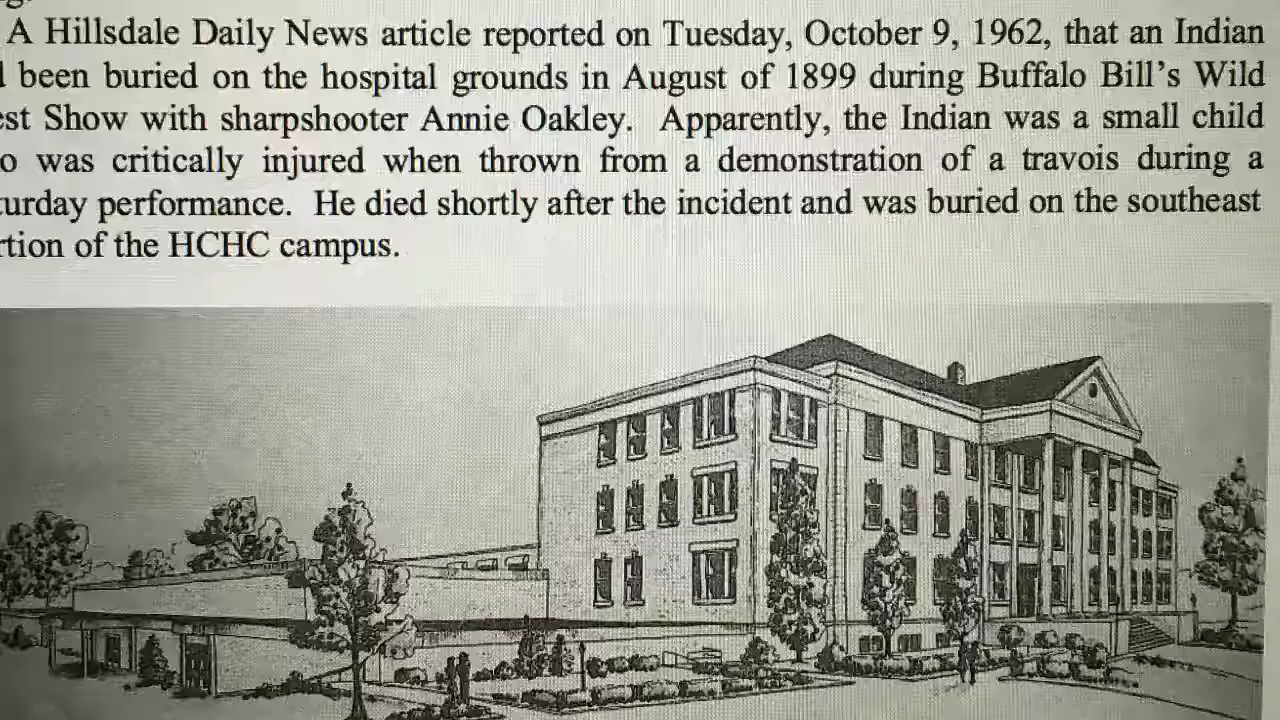 A Hillsdale Daily News article reported on Tuesday, October 9, 1962, that an Indian
been buried on the hospital grounds in August of 1899 during Buffalo Bill's Wild
est Show with sharpshooter Annie Oakley. Apparently, the Indian was a small child
o was critically injured when thrown from a demonstration of a travois during a
urday performance. He died shortly after the incident and was buried on the southeast
rtion of the HCHC campus.